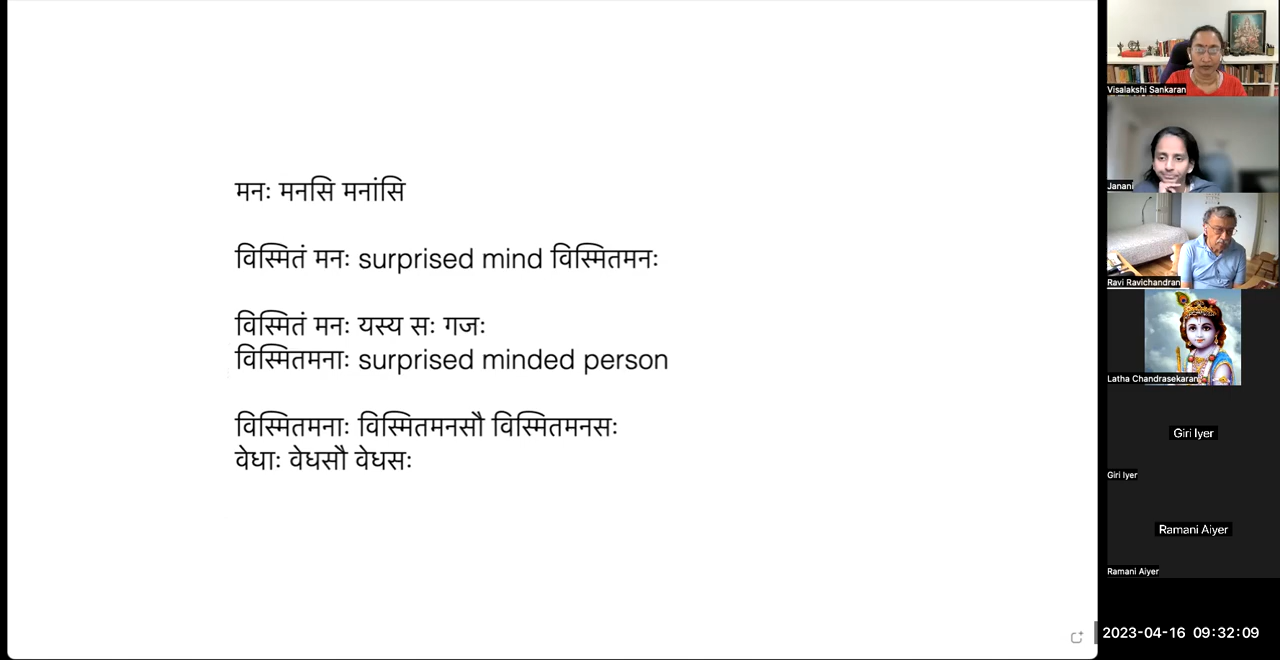 मनः मनसि मनांसि
विस्मितं मनः surprised mind विस्मितमनः
विस्मितं मनः यस्य सः गजः
विस्मितमनाः surprised minded person
विस्मितमनाः विस्मितमनसौ विस्मितमनसः
वेधाः वेधसौ वेधसः
Visalakshi Sankaran
Janani
Ravi Ravichandran
Latha Chandrasekaran
Giri Iyer
Giri Iyer
Ramani Aiyer
Ramani Aiyer
2023-04-16 09:32:09